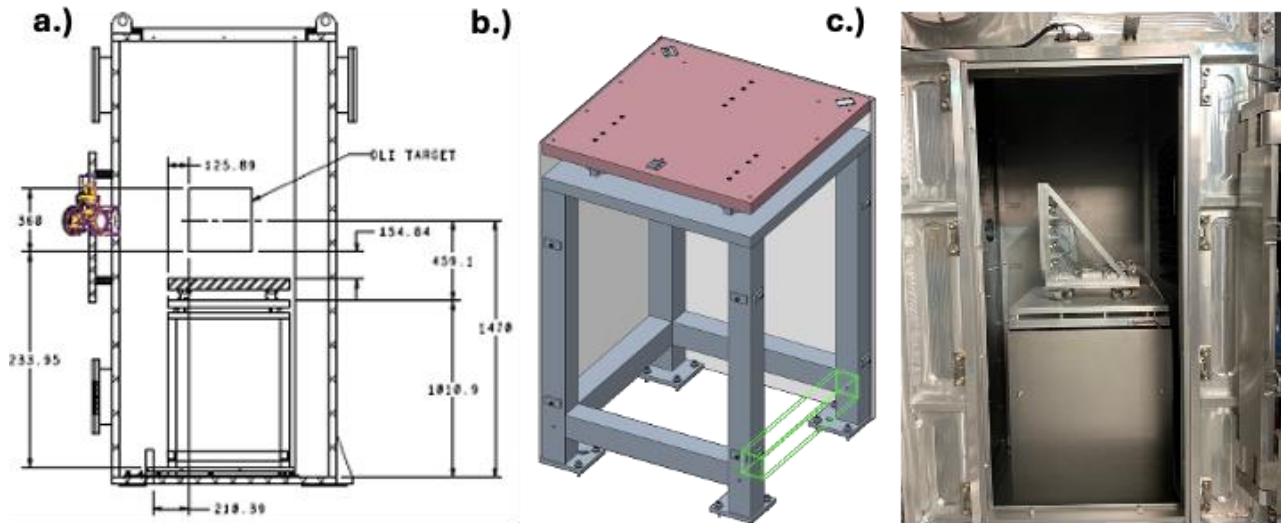 a.)
b.)
c.)
125.89
OLI TARGET
360
154.84
459.1
233.95
1470
1010.9
210.39